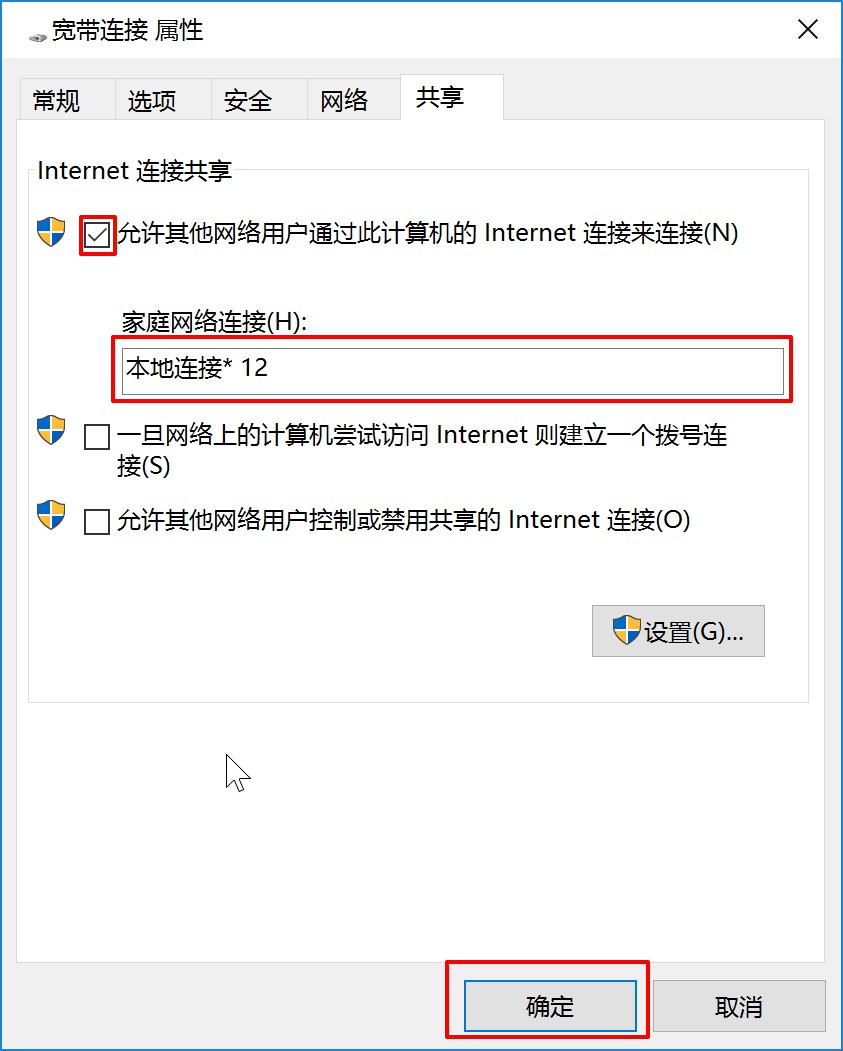 宽带连接 属性
常规 选项 安全 网络 共享
Internet 连接共享
允许其他网络用户通过此计算机的 Internet 连接来连接(N)
家庭网络连接(H):
本地连接* 12
一旦网络上的计算机尝试访问 Internet 则建立一个拨号连
接(S)
允许其他网络用户控制或禁用共享的 Internet 连接(O)
设置(G)...
确定 取消